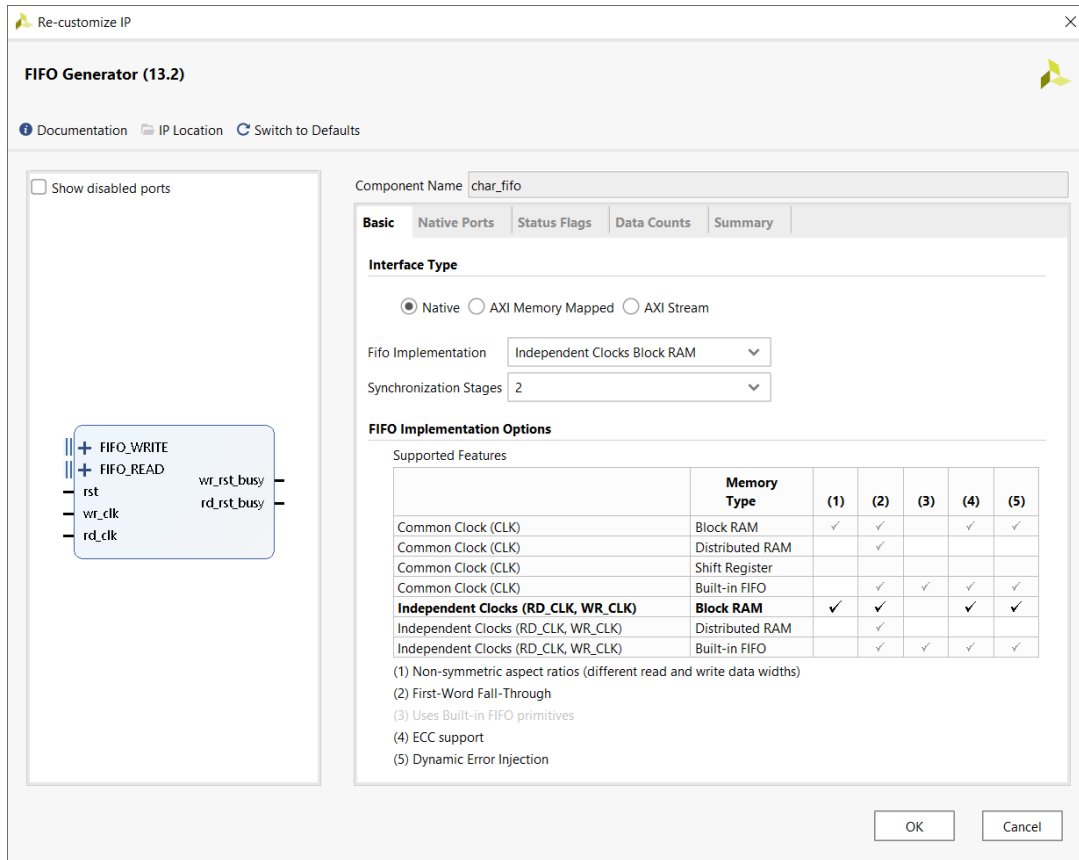 Re-customize IP
FIFO Generator (13.2)
Documentation IP Location Switch to Defaults
Show disabled ports
FIFO_WRITE
FIFO_READ
rst
wr_clk
rd_clk
wr_rst_busy
rd_rst_busy
Component Name char_fifo
Basic Native Ports Status Flags Data Counts Summary
Interface Type
Native AXI Memory Mapped AXI Stream
Fifo Implementation Independent Clocks Block RAM
Synchronization Stages 2
FIFO Implementation Options
Supported Features
Memory
Type (1) (2) (3) (4) (5)
Common Clock (CLK) Block RAM ✓ ✓ ✓ ✓
Common Clock (CLK) Distributed RAM ✓
Common Clock (CLK) Shift Register
Common Clock (CLK) Built-in FIFO ✓ ✓ ✓ ✓
Independent Clocks (RD_CLK, WR_CLK) Block RAM ✓ ✓ ✓ ✓
Independent Clocks (RD_CLK, WR_CLK) Distributed RAM ✓
Independent Clocks (RD_CLK, WR_CLK) Built-in FIFO ✓ ✓ ✓ ✓
(1) Non-symmetric aspect ratios (different read and write data widths)
(2) First-Word Fall-Through
(3) Uses Built-in FIFO primitives
(4) ECC support
(5) Dynamic Error Injection
OK Cancel